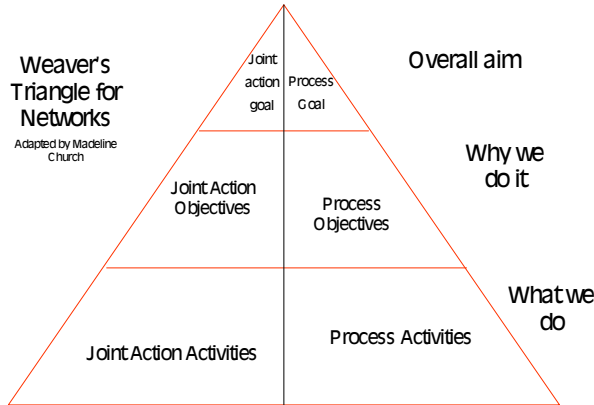 Weaver's
Triangle for
Networks
Adapted by Madeline
Church
Joint
action
goal
Process
Goal
Overall aim
Why we
do it
Joint Action
Objectives
Process
Objectives
What we
do
Joint Action Activities
Process Activities